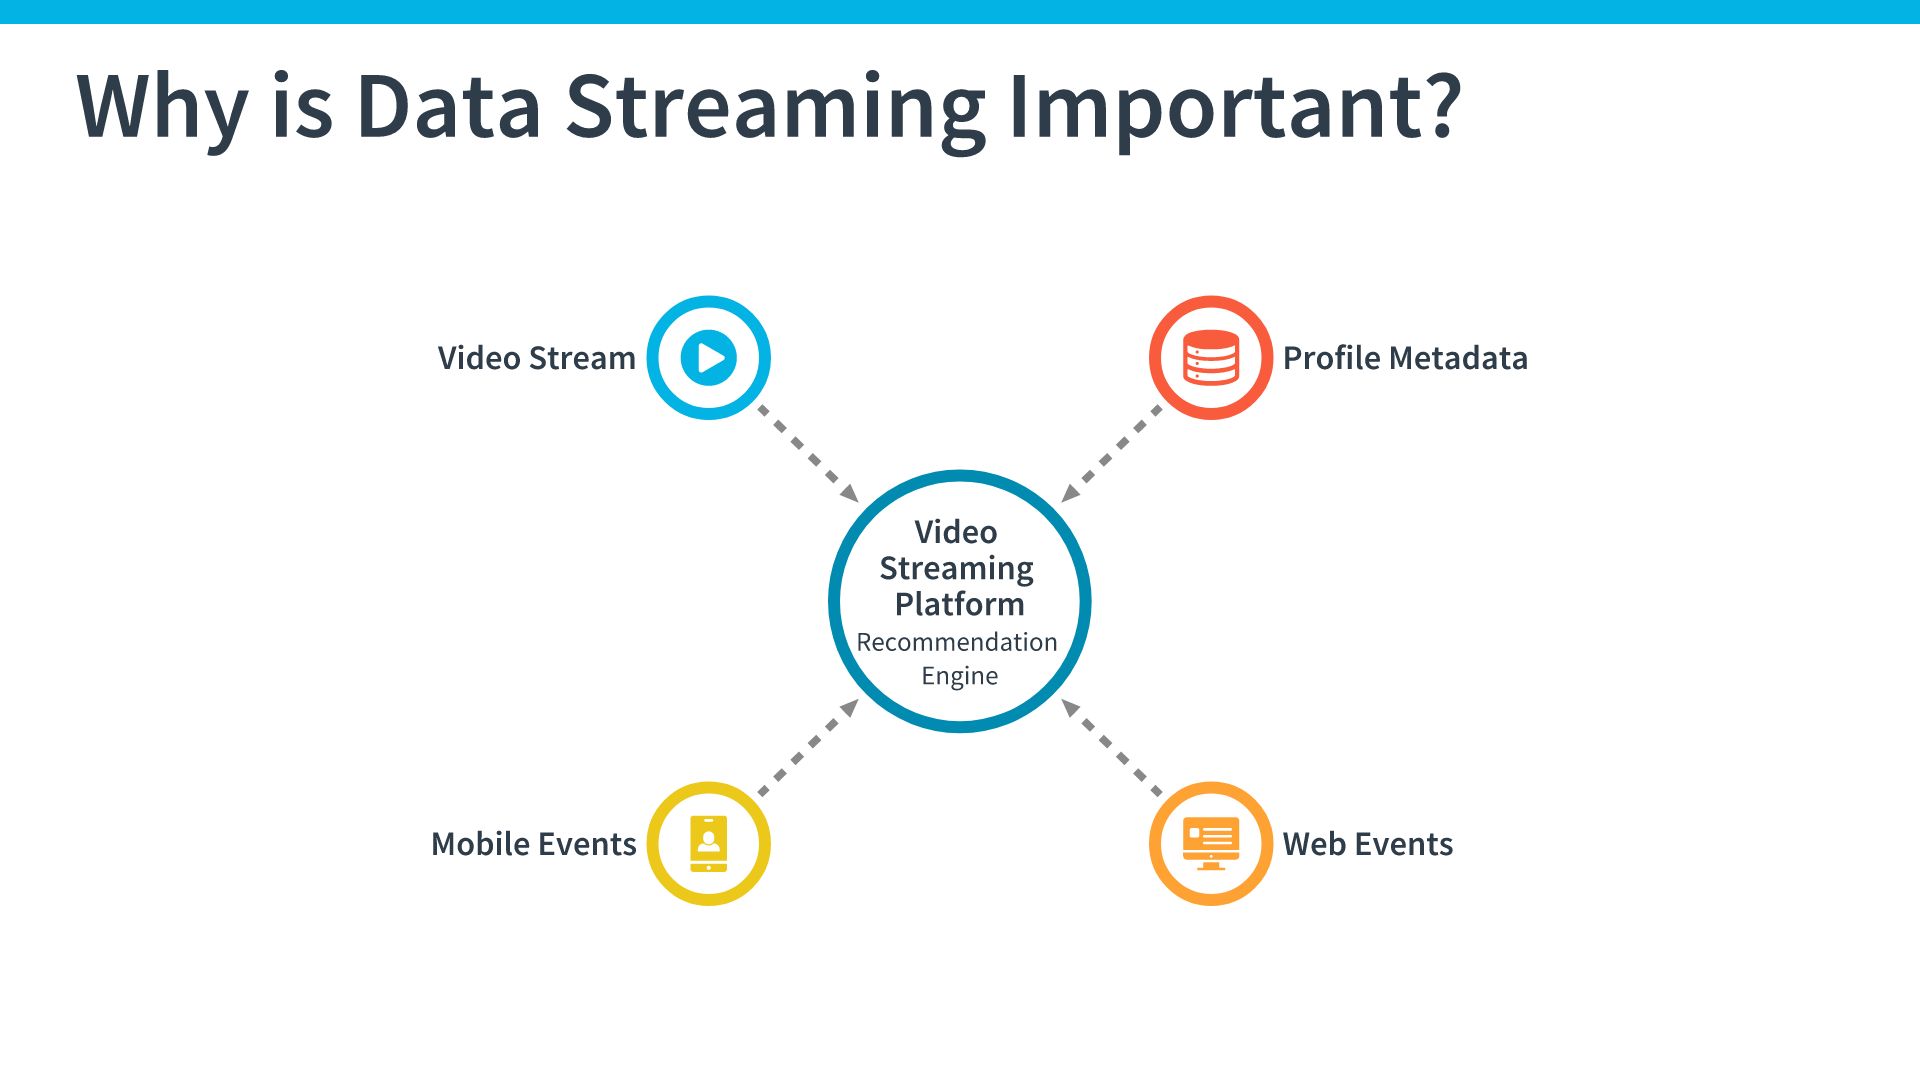 Why is Data Streaming Important?
Video Stream
Profile Metadata
Video
Streaming
Platform
Recommendation
Engine
Mobile Events
Web Events